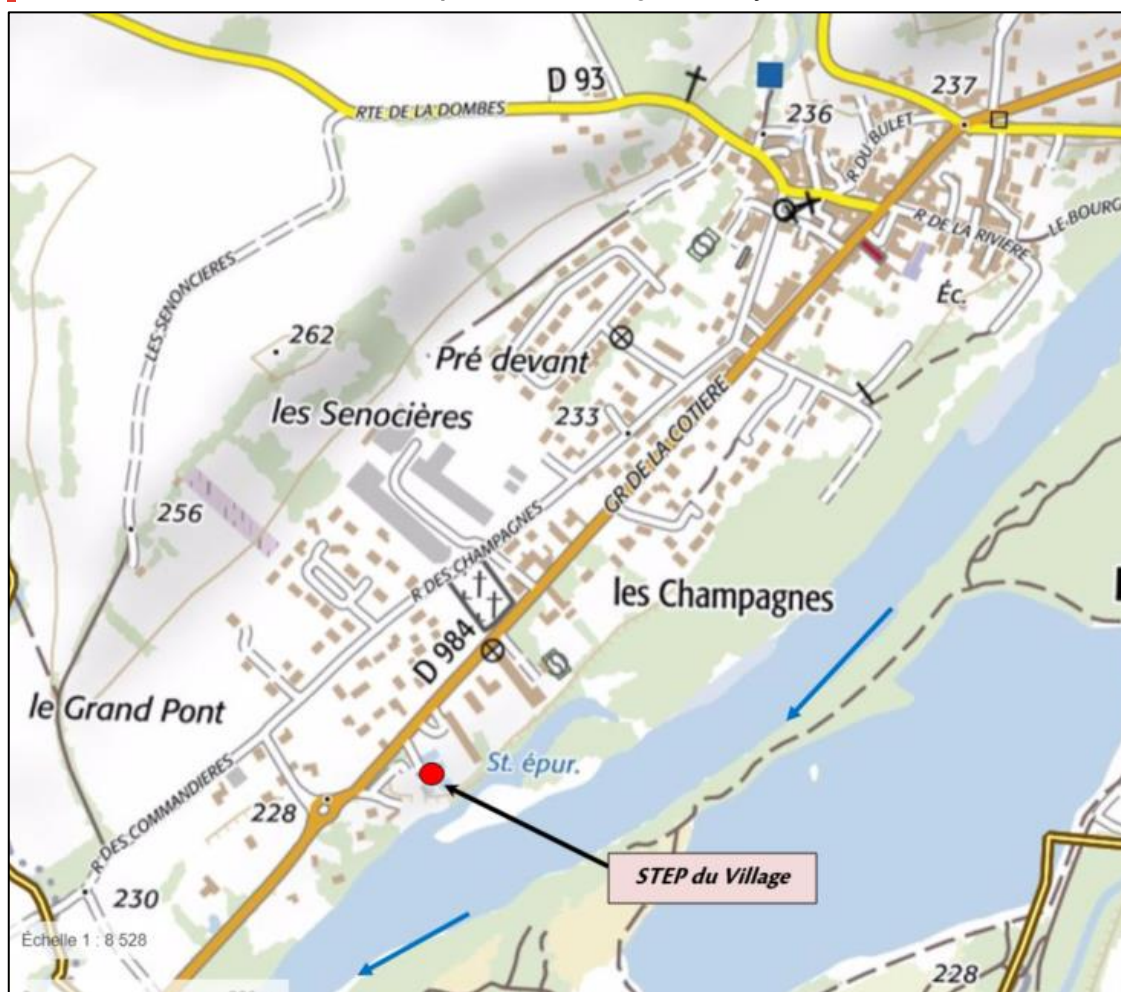 D 93
237
RTE DE LA DOMBES
236
R DU BULET
R DE LA RIVIERE
LE-BOURG
LES SENONCIERES
Éc.
262
Pré devant
les Senocières
233
GR DE LA COTIERE
256
R DES CHAMPAGNES
les Champagnes
D 984
le Grand Pont
St. épur.
228
R DES COMMANDIERES
STEP du Village
230
Échelle 1 : 8 528
228